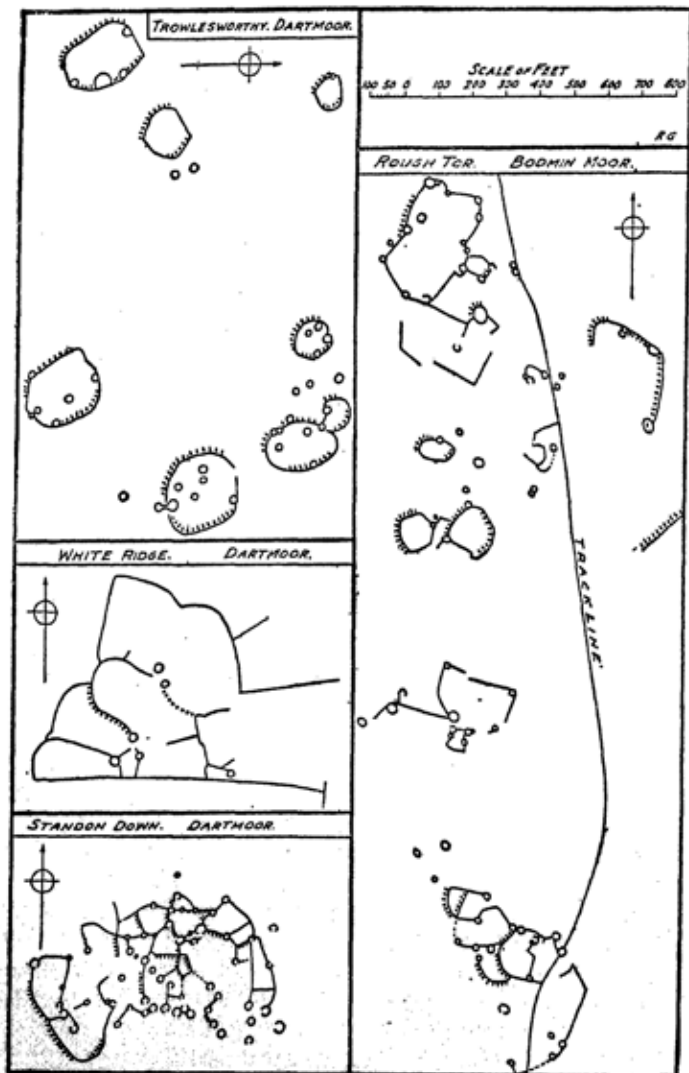 TROWLESWORTHY. DARTMOOR.
SCALE OF FEET
100 50 0 100 200 300 400 500 600 700 800
R G
ROUGH TOR. BODMIN MOOR.
TRACK LINE
WHITE RIDGE. DARTMOOR.
STANDON DOWN. DARTMOOR.